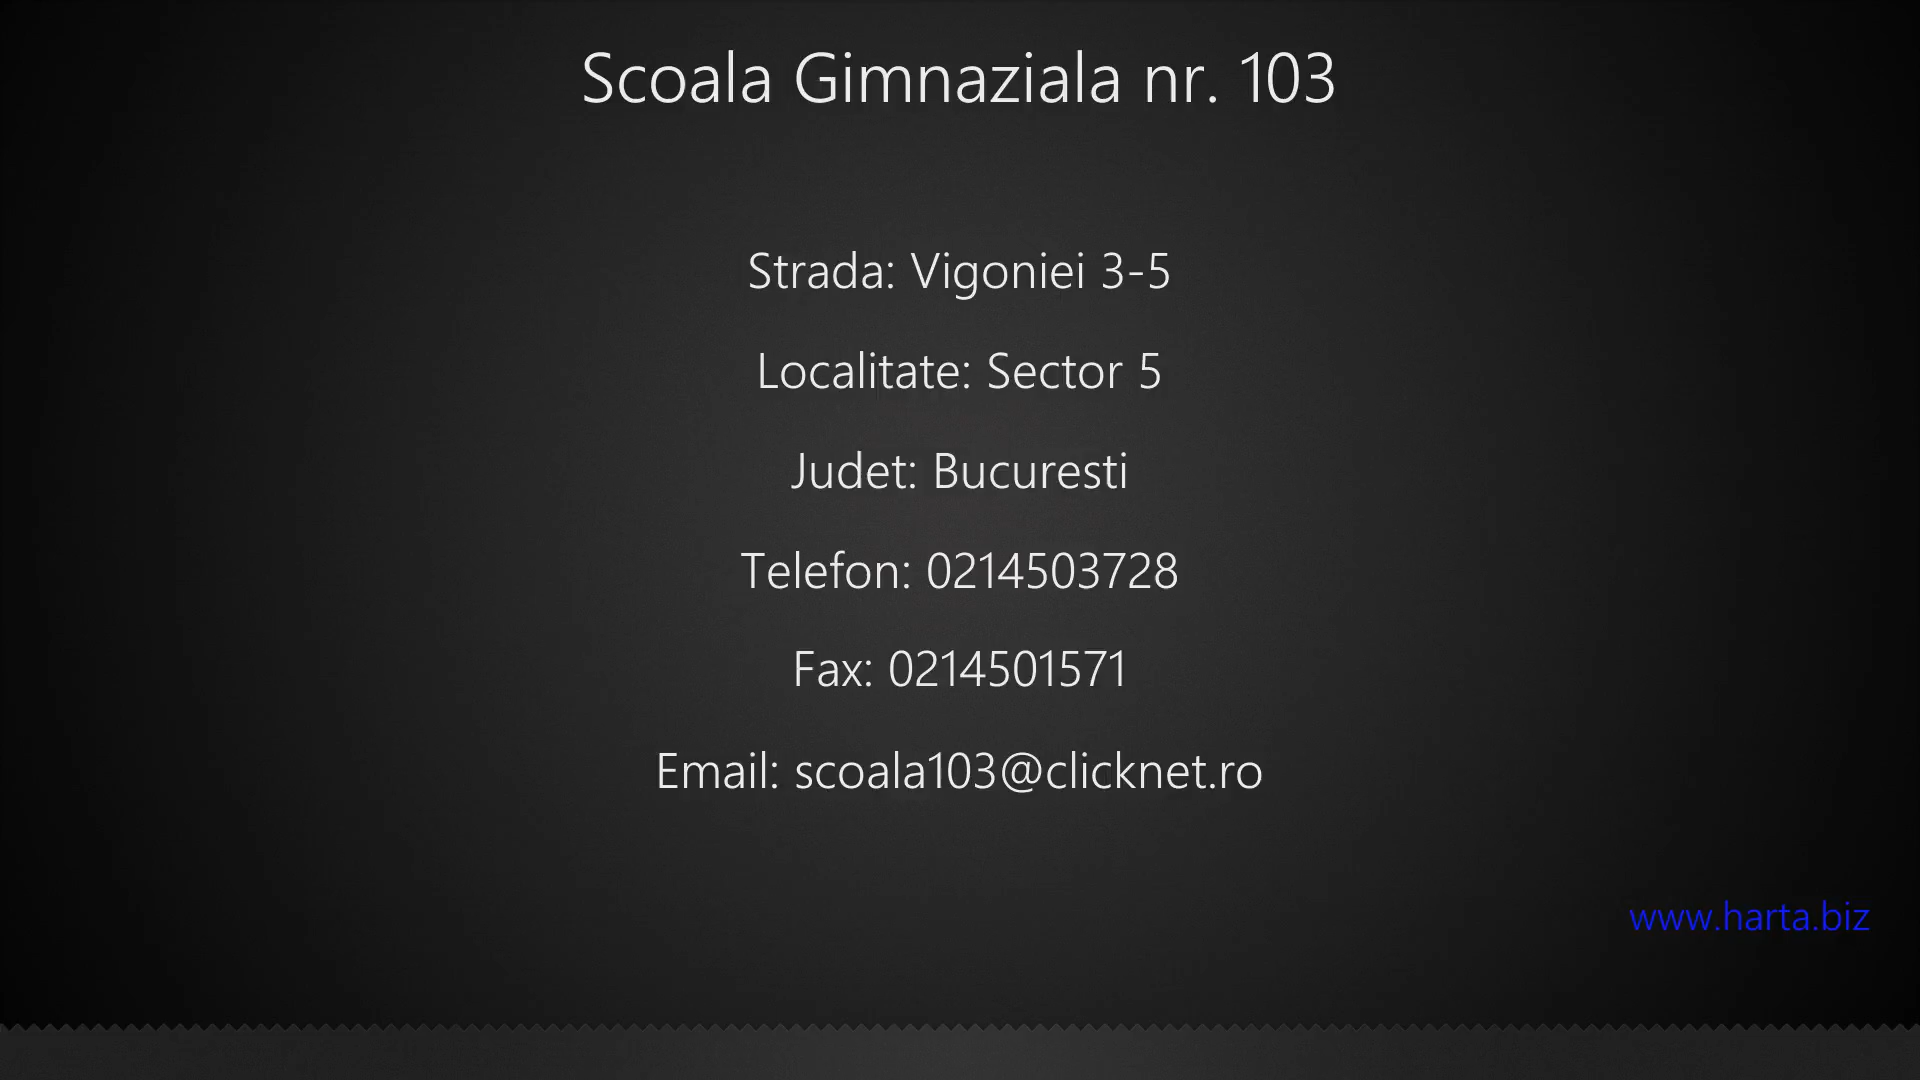 Scoala Gimnaziala nr. 103
Strada: Vigoniei 3-5
Localitate: Sector 5
Judet: Bucuresti
Telefon: 0214503728
Fax: 0214501571
Email: scoala103@clicknet.ro
www.harta.biz